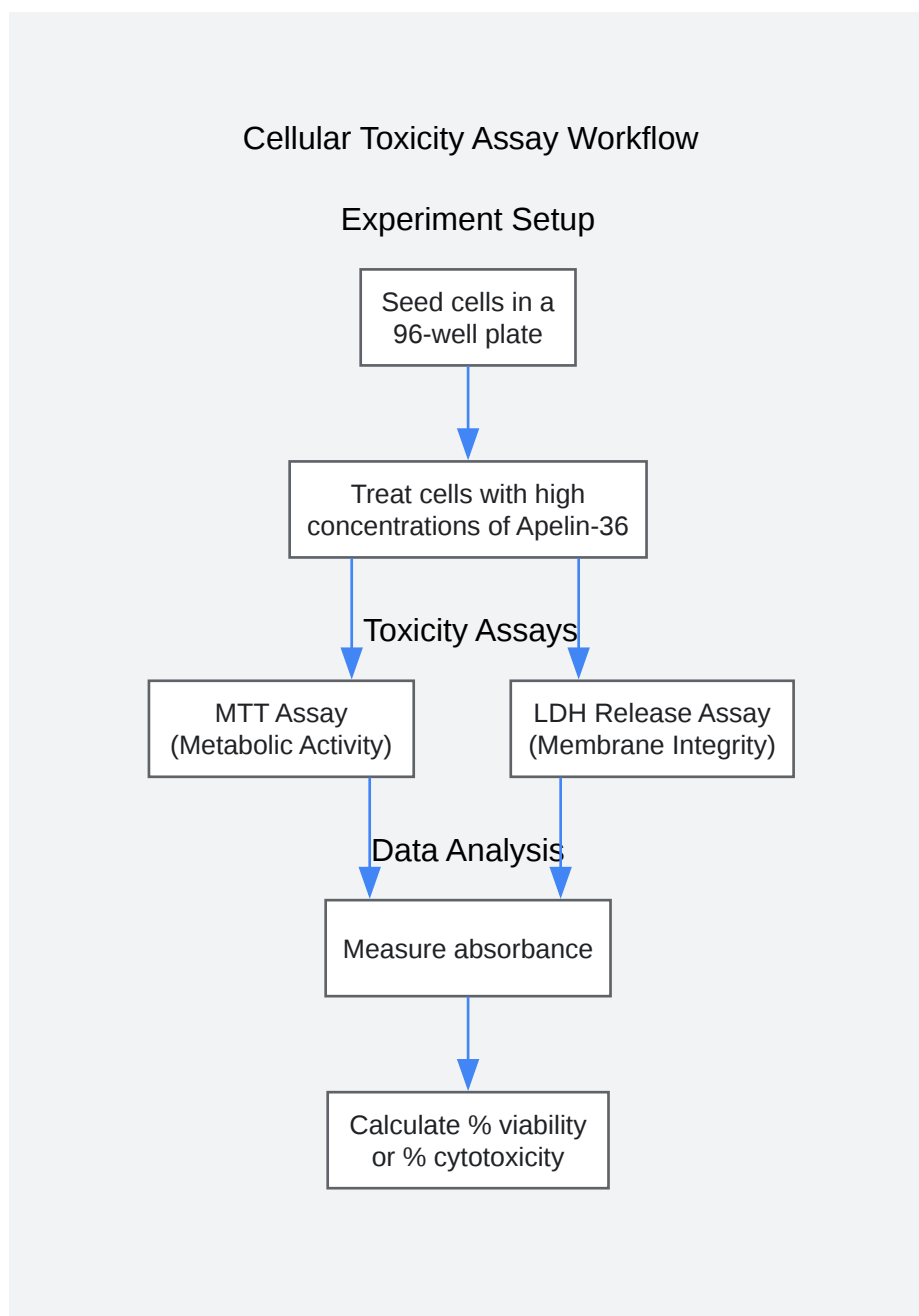 Cellular Toxicity Assay Workflow
Experiment Setup
Seed cells in a
96-well plate
Treat cells with high
concentrations of Apelin-36
Toxicity Assays
MTT Assay
(Metabolic Activity)
LDH Release Assay
(Membrane Integrity)
Data Analysis
Measure absorbance
Calculate % viability
or % cytotoxicity